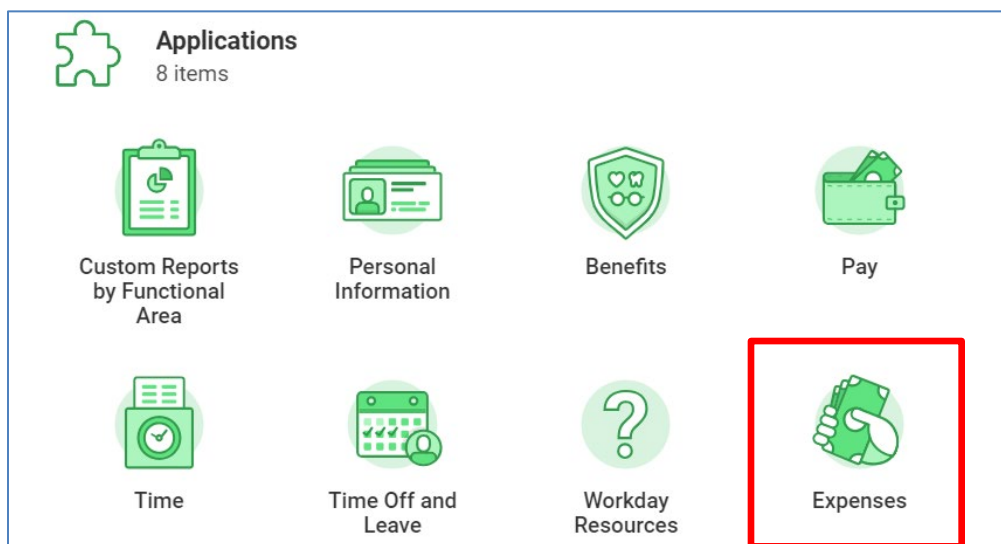 Applications
8 items
Custom Reports
by Functional
Area
Personal
Information
Benefits
Pay
Time
Time Off and
Leave
Workday
Resources
Expenses